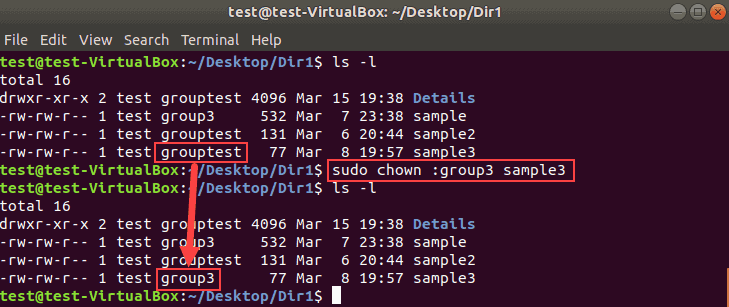 test@test-VirtualBox: ~/Desktop/Dir1
File Edit View Search Terminal Help
test@test-VirtualBox:~/Desktop/Dir1$ ls -l
total 16
drwxr-xr-x 2 test grouptest 4096 Mar 15 19:38 Details
-rw-rw-r-- 1 test group3 532 Mar 7 23:38 sample
-rw-rw-r-- 1 test grouptest 131 Mar 6 20:44 sample2
-rw-rw-r-- 1 test grouptest 77 Mar 8 19:57 sample3
test@test-VirtualBox:~/Desktop/Dir1$ sudo chown :group3 sample3
test@test-VirtualBox:~/Desktop/Dir1$ ls -l
total 16
drwxr-xr-x 2 test grouptest 4096 Mar 15 19:38 Details
-rw-rw-r-- 1 test group3 532 Mar 7 23:38 sample
-rw-rw-r-- 1 test grouptest 131 Mar 6 20:44 sample2
-rw-rw-r-- 1 test group3 77 Mar 8 19:57 sample3
test@test-VirtualBox:~/Desktop/Dir1$